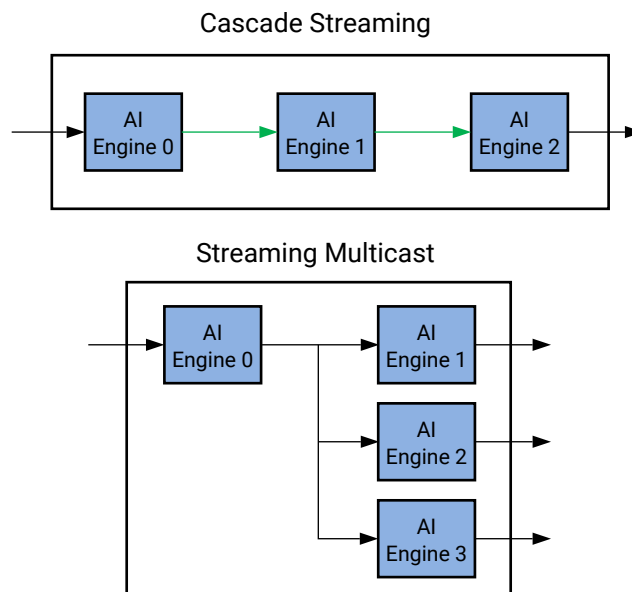 Cascade Streaming
AI
Engine 0
AI
Engine 1
AI
Engine 2
Streaming Multicast
AI
Engine 0
AI
Engine 1
AI
Engine 2
AI
Engine 3